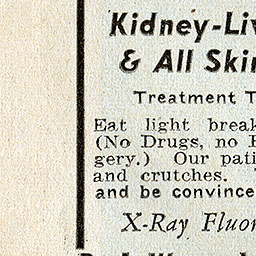 Kidney-Liv
& All Skin
Treatment T
Eat light break
(No Drugs, no
gery.) Our pati
and crutches.
and be convince
X-Ray Fluor